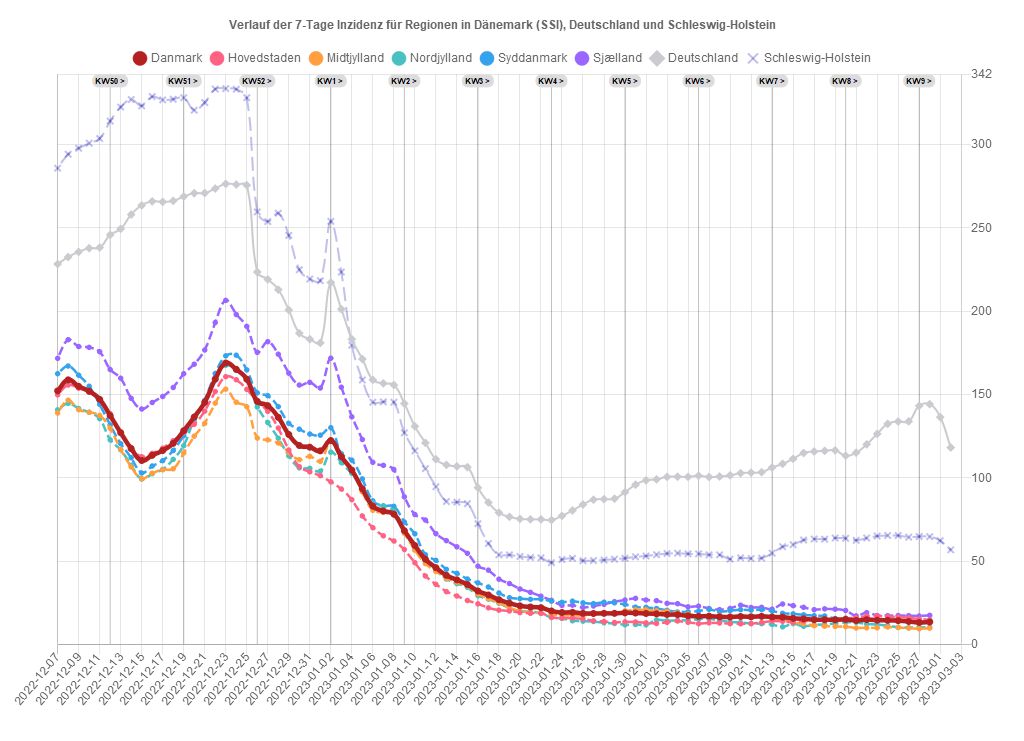 Verlauf der 7-Tage Inzidenz für Regionen in Dänemark (SSI), Deutschland und Schleswig-Holstein
Danmark Hovedstaden Midtjylland Nordjylland Syddanmark Sjælland Deutschland Schleswig-Holstein
KW50 > KW51 > KW52 > KW1 > KW2 > KW3 > KW4 > KW5 > KW6 > KW7 > KW8 > KW9 >
342
300
250
200
150
100
50
0
2022-12-07 2022-12-09 2022-12-11 2022-12-13 2022-12-15 2022-12-17 2022-12-19 2022-12-21 2022-12-23 2022-12-25 2022-12-27 2022-12-29 2022-12-31 2023-01-02 2023-01-04 2023-01-06 2023-01-08 2023-01-10 2023-01-12 2023-01-14 2023-01-16 2023-01-18 2023-01-20 2023-01-22 2023-01-24 2023-01-26 2023-01-28 2023-01-30 2023-02-01 2023-02-03 2023-02-05 2023-02-07 2023-02-09 2023-02-11 2023-02-13 2023-02-15 2023-02-17 2023-02-19 2023-02-21 2023-02-23 2023-02-25 2023-02-27 2023-03-01 2023-03-03